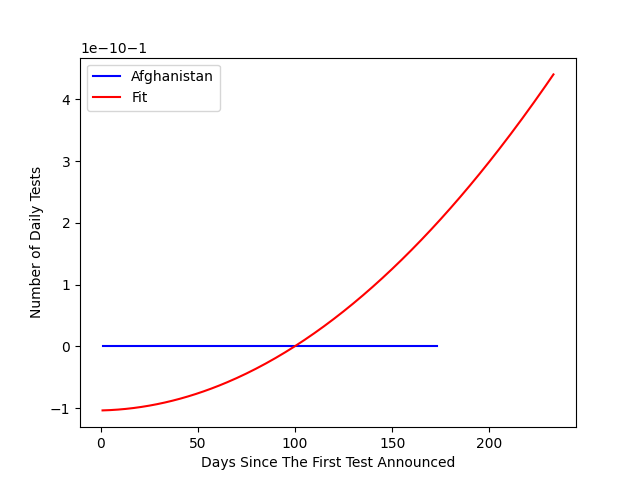 1e−10−1
Afghanistan
Fit
4
3
2
1
0
−1
Number of Daily Tests
0 50 100 150 200
Days Since The First Test Announced